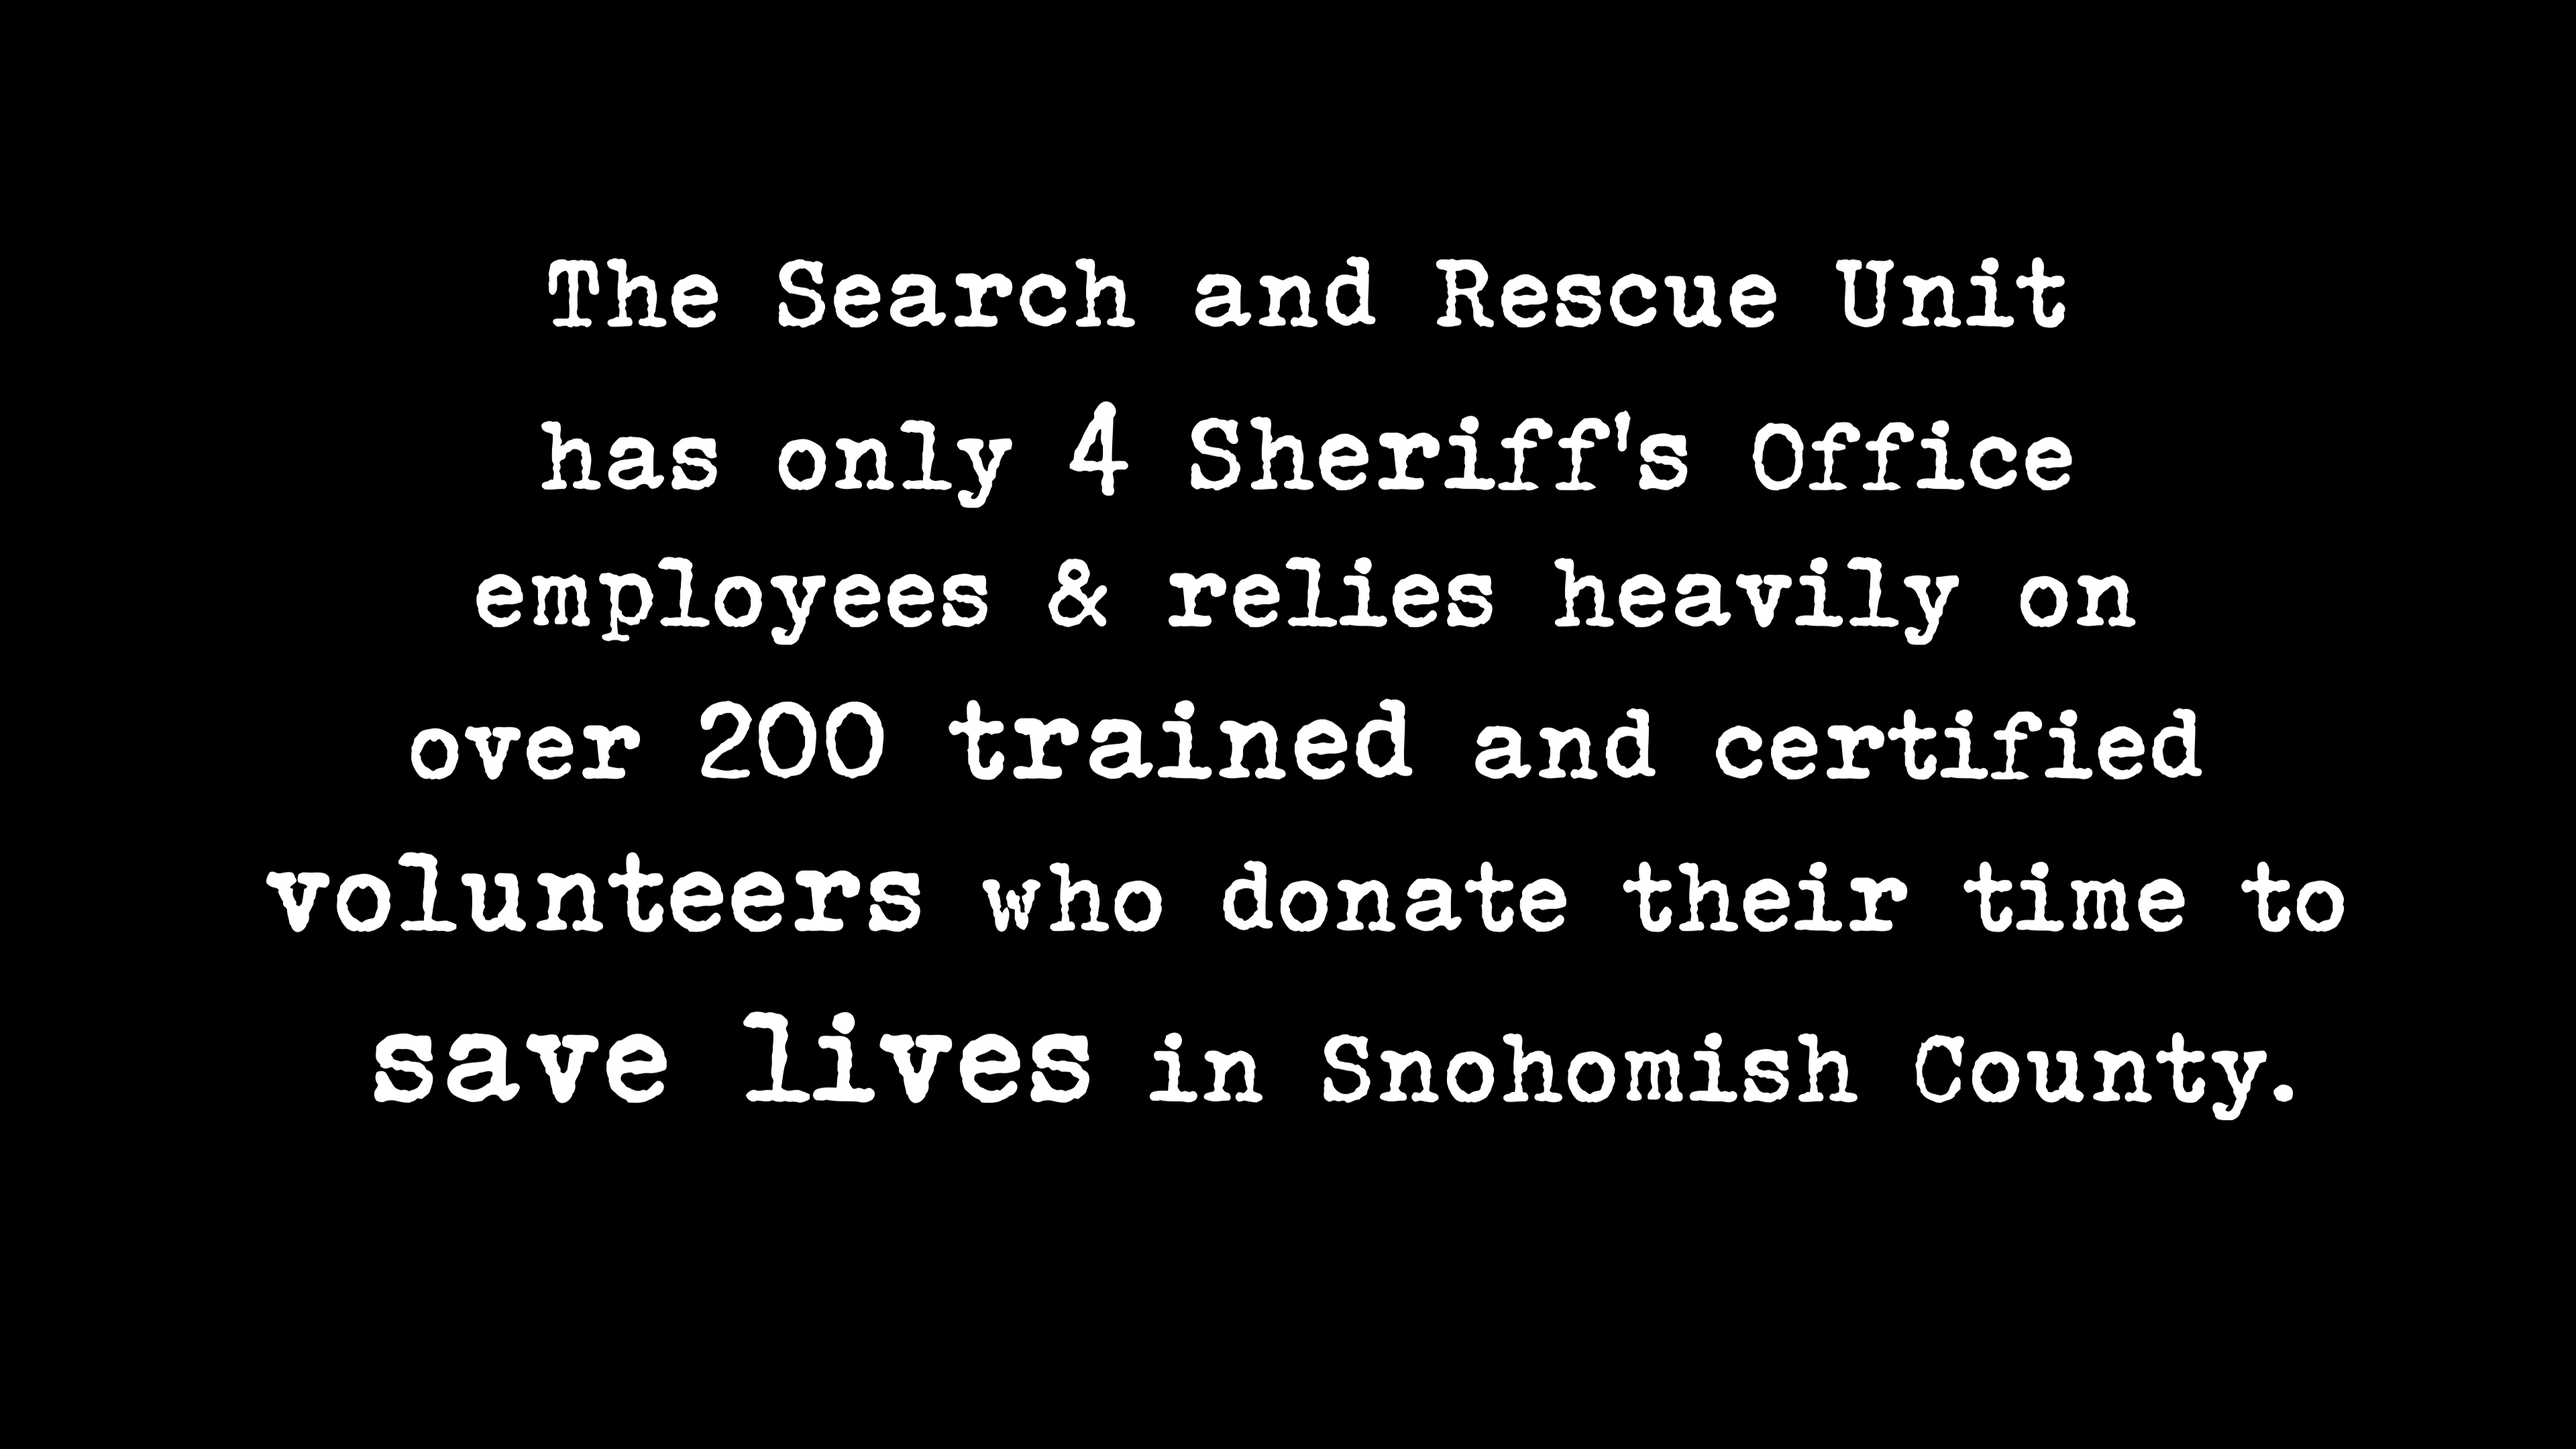 The Search and Rescue Unit
has only 4 Sheriff's Office
employees & relies heavily on
over 200 trained and certified
volunteers who donate their time to
save lives in Snohomish County.